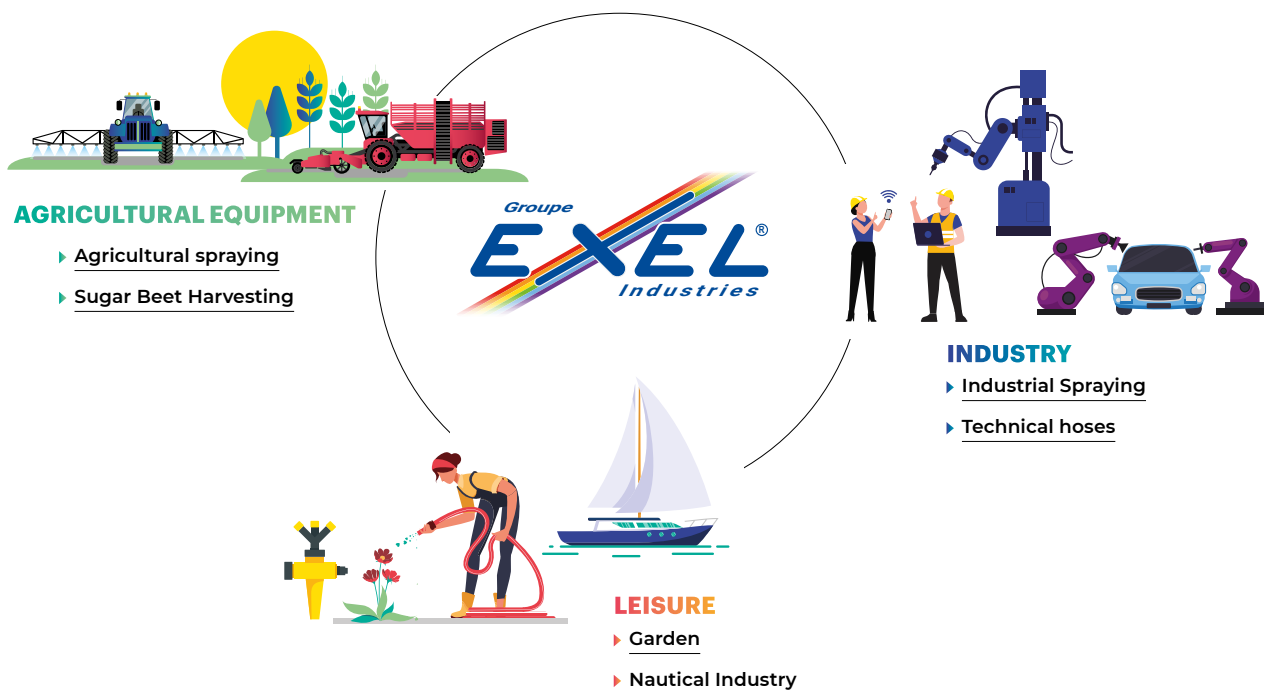 AGRICULTURAL EQUIPMENT
Agricultural spraying
Sugar Beet Harvesting
Groupe
EXEL®
Industries
INDUSTRY
Industrial Spraying
Technical hoses
LEISURE
Garden
Nautical Industry